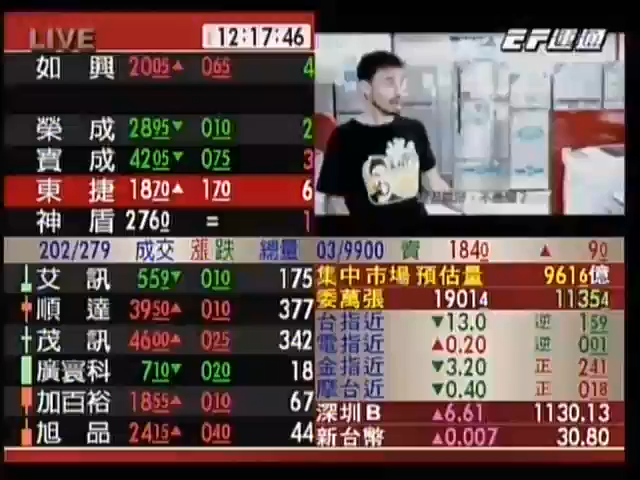 LIVE 12:17:46
EF運通
如興 2005▲ 065 4
榮成 2895▼ 010 2
寶成 4205▼ 075 3
東捷 1870▲ 170 6
神盾 2760 = 1
202/279 成交 漲跌 總量
艾訊 559▼ 010 175
順達 3950▲ 010 377
茂訊 4600▲ 025 342
廣寰科 710▼ 020 18
加百裕 1855▲ 010 67
旭品 2415▲ 040 44
03/9900 賣 1840 ▲ 90
集中市場預估量 9616億
委萬張 19014 11354
台指近 ▼13.0 逆 159
電指近 ▲0.20 逆 001
金指近 ▼3.20 正 241
摩台近 ▼0.40 正 018
深圳B ▲6.61 1130.13
新台幣 ▲0.007 30.80